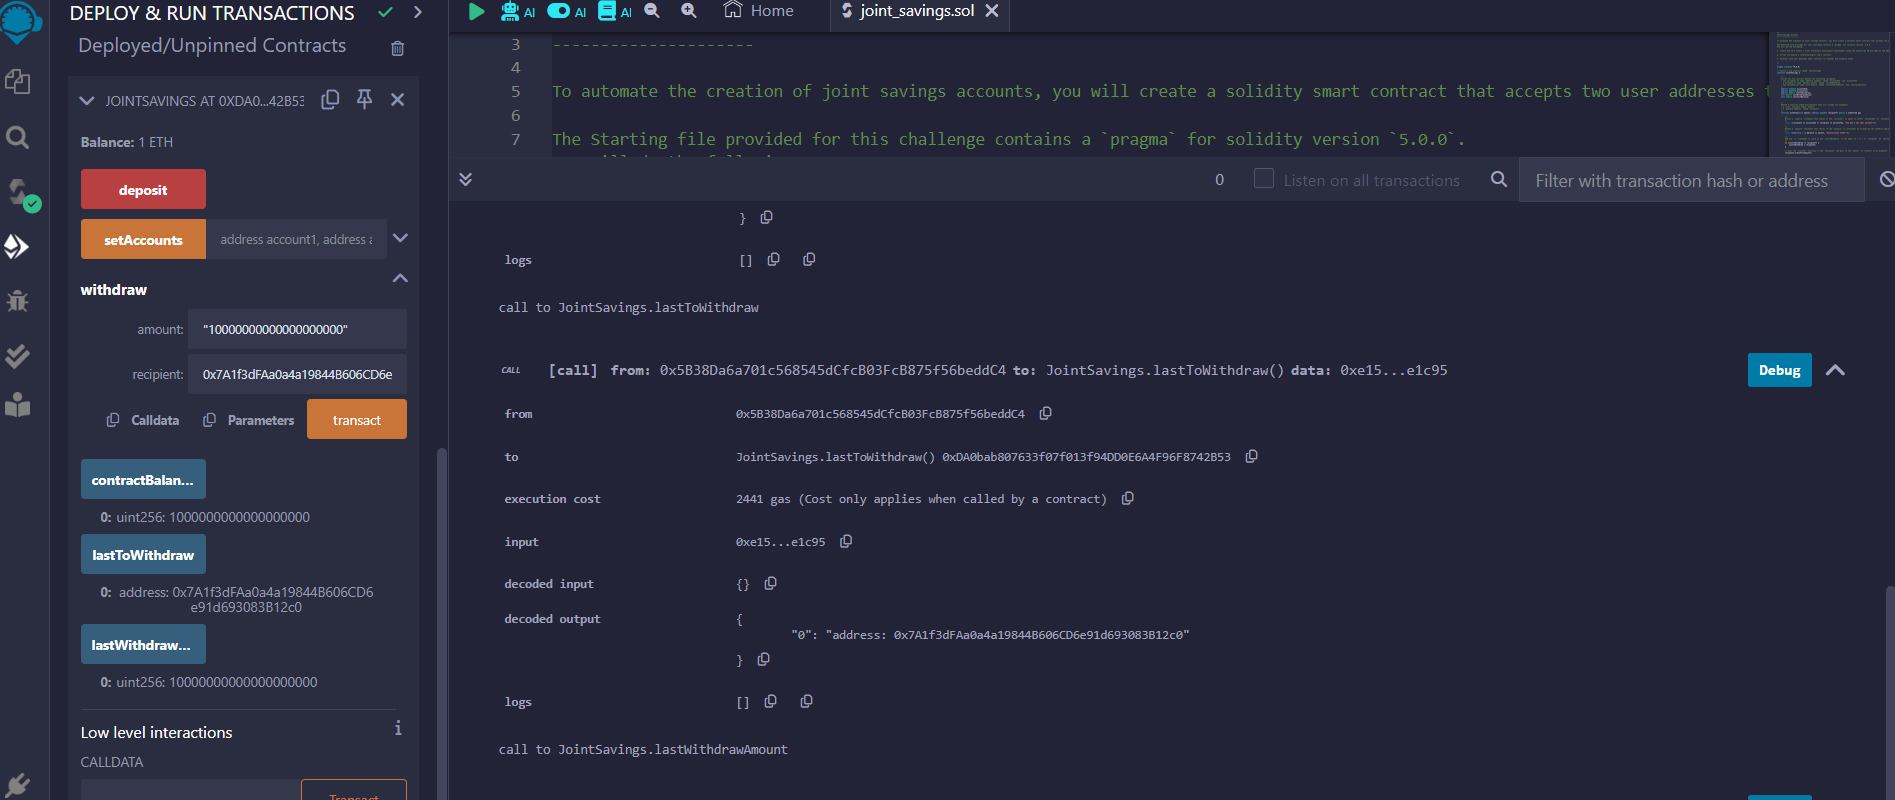 DEPLOY & RUN TRANSACTIONS
Deployed/Unpinned Contracts
JOINTSAVINGS AT 0XDA0...42B53
Balance: 1 ETH
deposit
setAccounts
address account1, address a
withdraw
amount:
"10000000000000000000"
recipient:
0x7A1f3dFAa0a4a19844B606CD6e
Calldata
Parameters
transact
contractBalan...
0: uint256: 1000000000000000000
lastToWithdraw
0: address: 0x7A1f3dFAa0a4a19844B606CD6
e91d693083B12c0
lastWithdraw...
0: uint256: 10000000000000000000
Low level interactions
i
CALLDATA
Transact
AI
AI
AI
Home
joint_savings.sol
3 ---------------------
4
5 To automate the creation of joint savings accounts, you will create a solidity smart contract that accepts two user addresses
6
7 The Starting file provided for this challenge contains a `pragma` for solidity version `5.0.0`.
0
Listen on all transactions
Filter with transaction hash or address
}
logs
[]
call to JointSavings.lastToWithdraw
CALL [call] from: 0x5B38Da6a701c568545dCfcB03FcB875f56beddC4 to: JointSavings.lastToWithdraw() data: 0xe15...e1c95
Debug
from 0x5B38Da6a701c568545dCfcB03FcB875f56beddC4
to JointSavings.lastToWithdraw() 0xDA0bab807633f07f013f94DD0E6A4F96F8742B53
execution cost 2441 gas (Cost only applies when called by a contract)
input 0xe15...e1c95
decoded input {}
decoded output {
"0": "address: 0x7A1f3dFAa0a4a19844B606CD6e91d693083B12c0"
}
logs []
call to JointSavings.lastWithdrawAmount